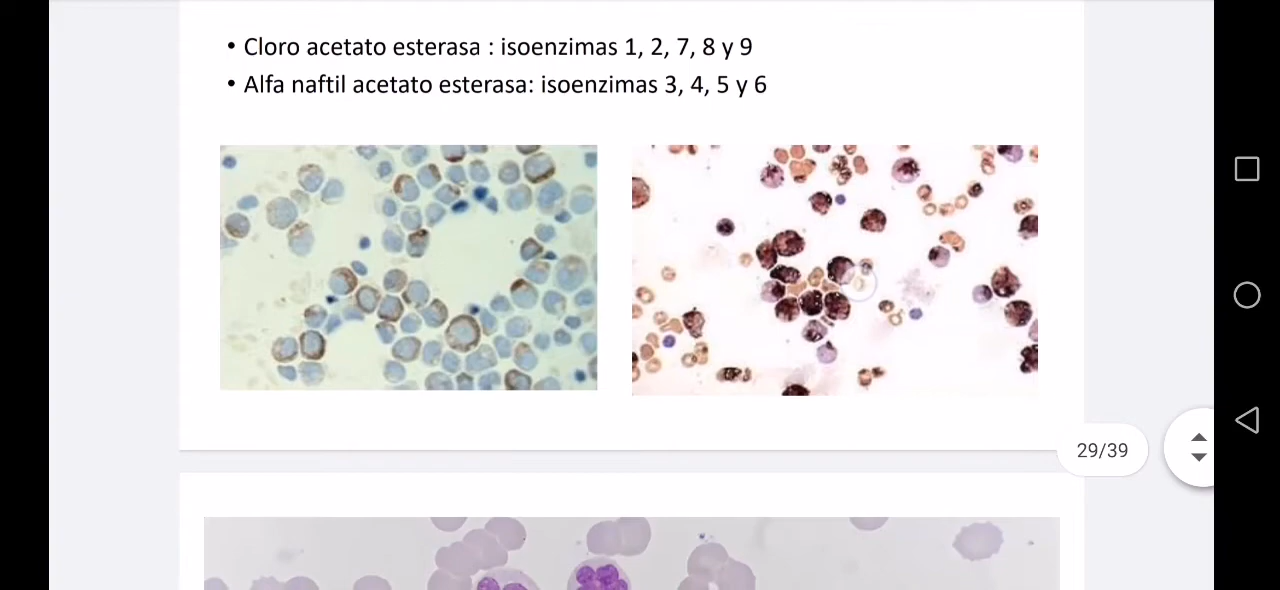 • Cloro acetato esterasa : isoenzimas 1, 2, 7, 8 y 9
• Alfa naftil acetato esterasa: isoenzimas 3, 4, 5 y 6
29/39